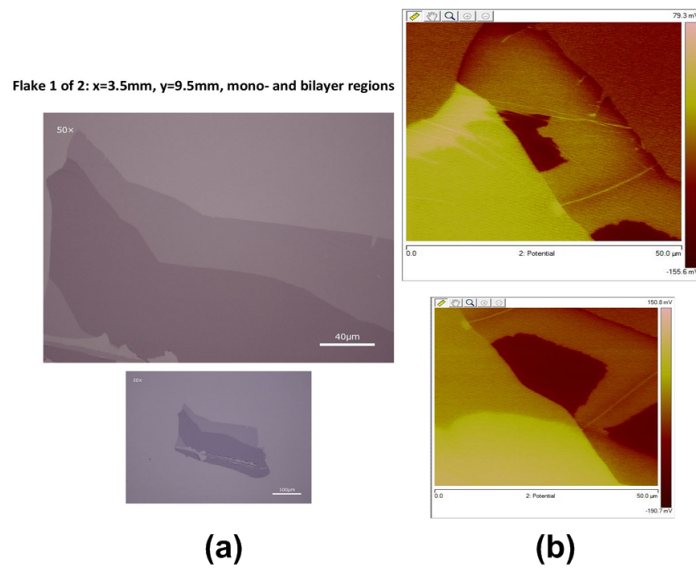 Flake 1 of 2: x=3.5mm, y=9.5mm, mono- and bilayer regions
50×
40μm
100μm
(a)
79.3 mV
0.0
2: Potential
50.0 μm
-155.6 mV
150.8 mV
0.0
2: Potential
50.0 μm
-190.7 mV
(b)